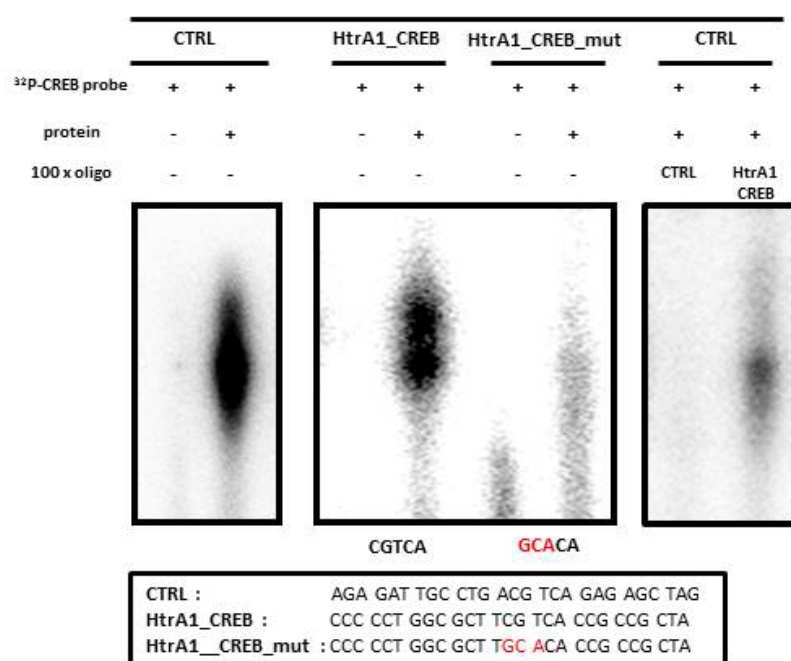 CTRL HtrA1_CREB HtrA1_CREB_mut CTRL
³²P-CREB probe + + + + + + + +
protein - + - + - + + +
100 x oligo - - - - - - CTRL HtrA1
CREB
CGTCA GCACA
CTRL : AGA GAT TGC CTG ACG TCA GAG AGC TAG
HtrA1_CREB : CCC CCT GGC GCT TCG TCA CCG CCG CTA
HtrA1__CREB_mut : CCC CCT GGC GCT TGC ACA CCG CCG CTA